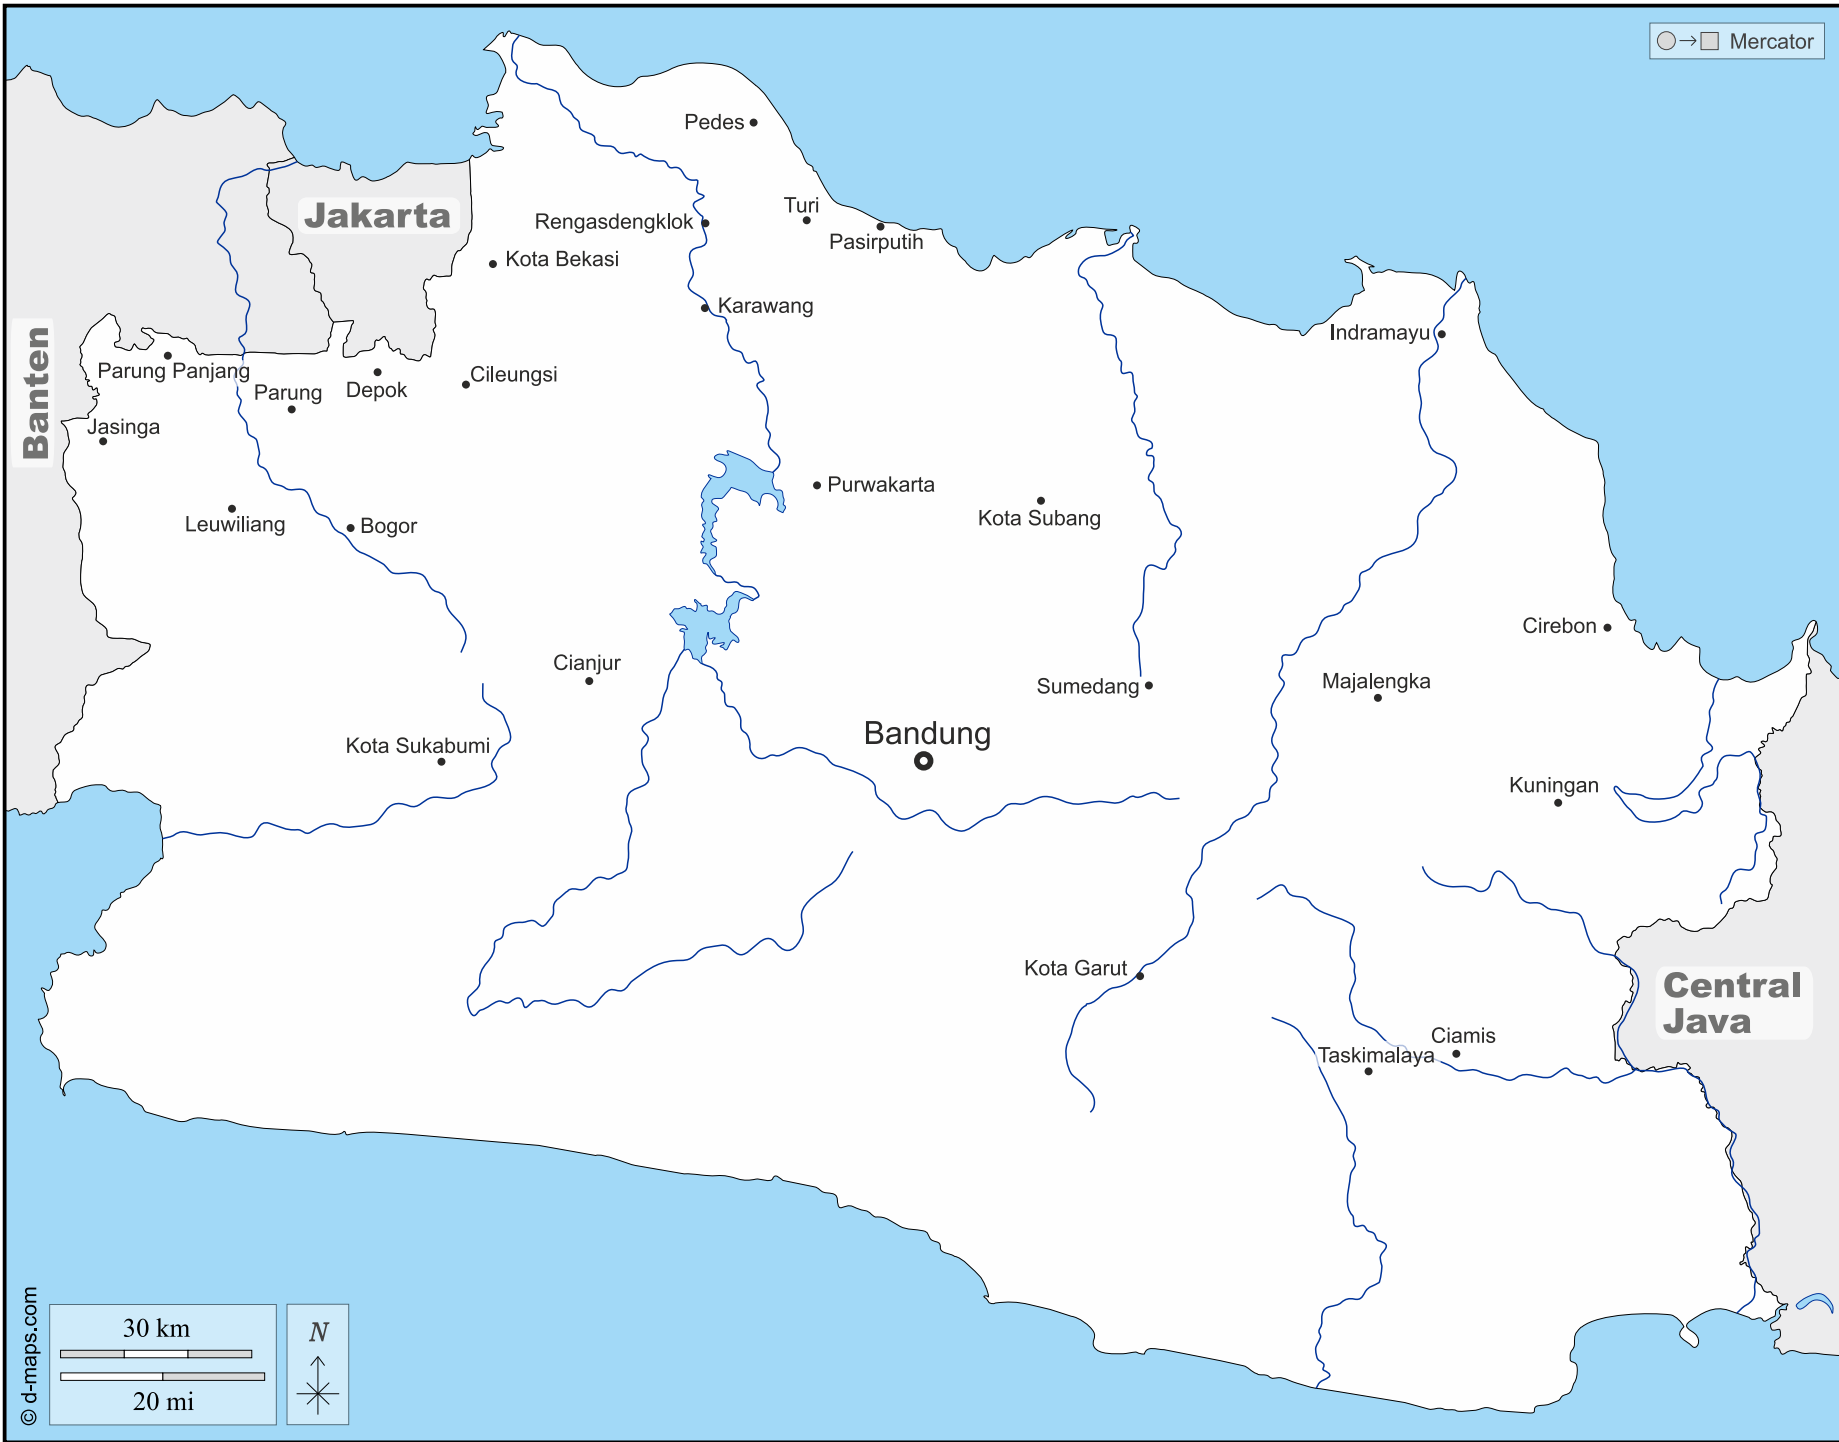 Mercator
Pedes
Jakarta
Turi
Rengasdengklok
Pasirputih
Kota Bekasi
Karawang
Indramayu
Banten
Parung Panjang
Depok
Cileungsi
Parung
Jasinga
Purwakarta
Leuwiliang
Bogor
Kota Subang
Cirebon
Cianjur
Sumedang
Majalengka
Bandung
Kota Sukabumi
Kuningan
Kota Garut
Central
Java
Ciamis
Taskimalaya
© d-maps.com
30 km
20 mi
N